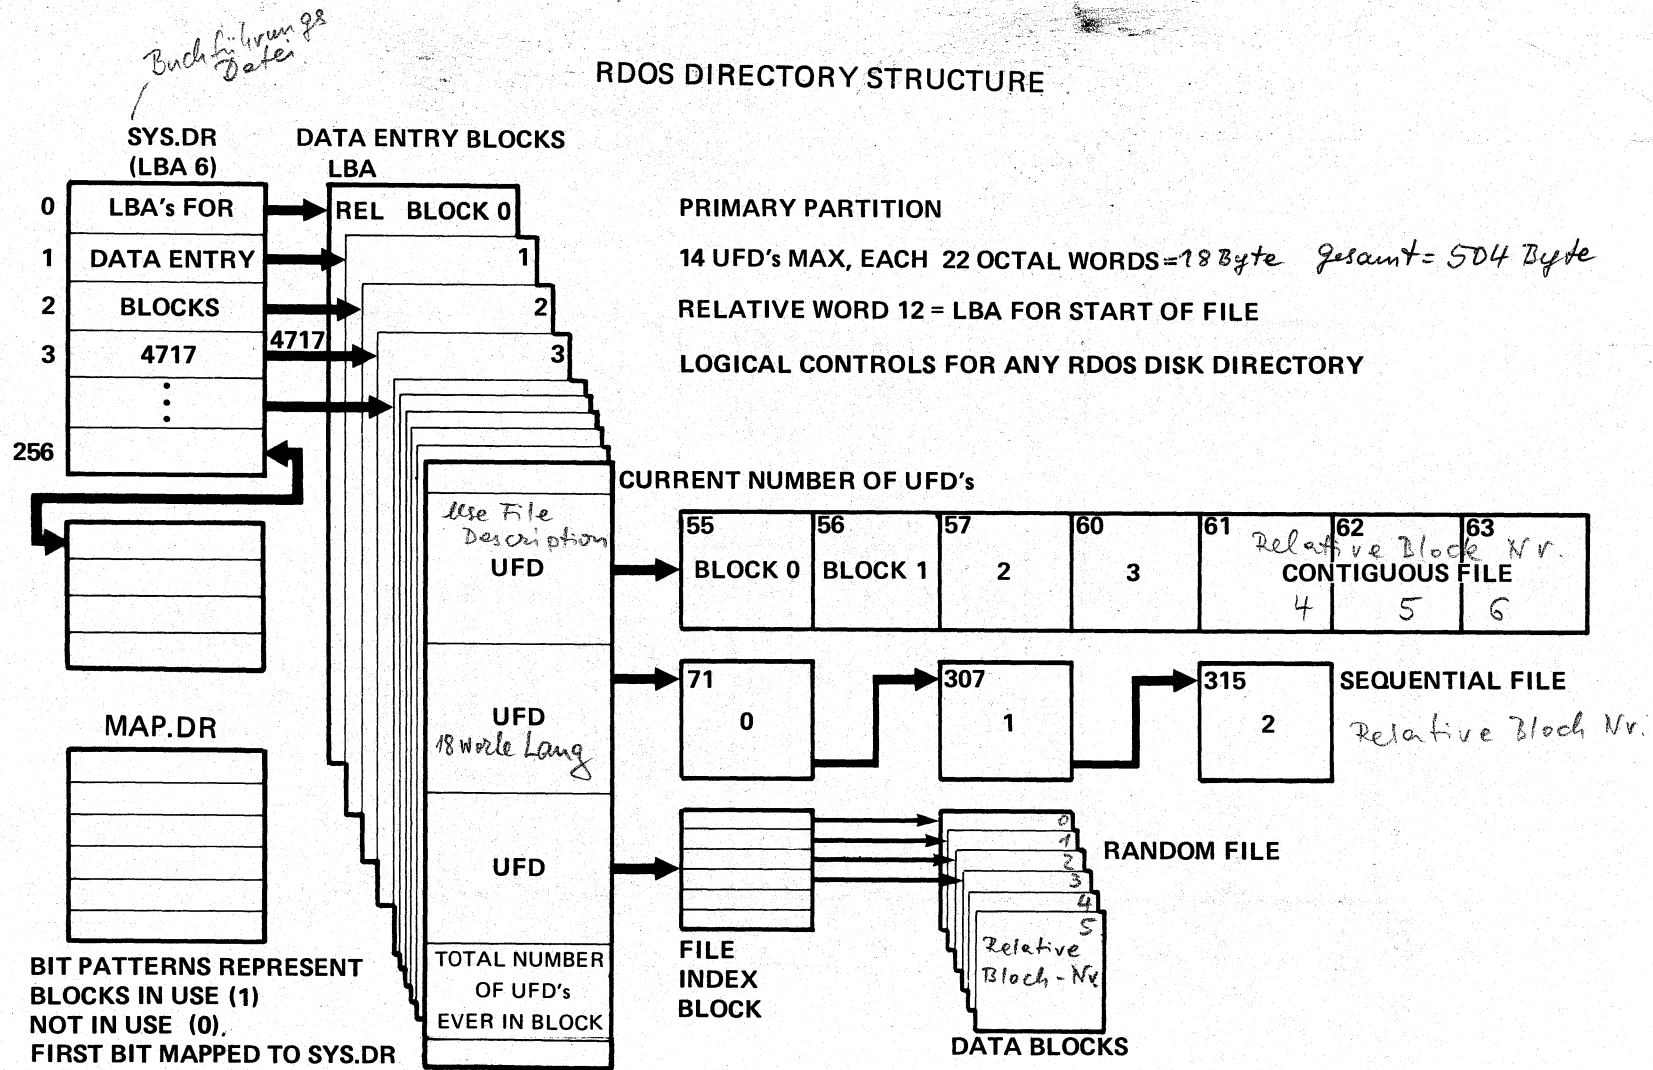 Buchführungs
Datei
RDOS DIRECTORY STRUCTURE
SYS.DR
(LBA 6)
DATA ENTRY BLOCKS
LBA
0 LBA's FOR
1 DATA ENTRY
2 BLOCKS
3 4717
4717
256
REL BLOCK 0
1
2
3
PRIMARY PARTITION
14 UFD's MAX, EACH 22 OCTAL WORDS =18 Byte gesamt = 504 Byte
RELATIVE WORD 12 = LBA FOR START OF FILE
LOGICAL CONTROLS FOR ANY RDOS DISK DIRECTORY
CURRENT NUMBER OF UFD's
Use File
Description
UFD
55 56 57 60 61 62 63
Relative Block Nr.
BLOCK 0 BLOCK 1 2 3 CONTIGUOUS FILE
4 5 6
UFD
18 Worte Lang
71 307 315 SEQUENTIAL FILE
0 1 2
Relative Bloch Nr.
MAP.DR
UFD
0
1
2
3
4
5
RANDOM FILE
Relative
Bloch-Nr.
FILE
INDEX
BLOCK
DATA BLOCKS
TOTAL NUMBER
OF UFD's
EVER IN BLOCK
BIT PATTERNS REPRESENT
BLOCKS IN USE (1)
NOT IN USE (0).
FIRST BIT MAPPED TO SYS.DR